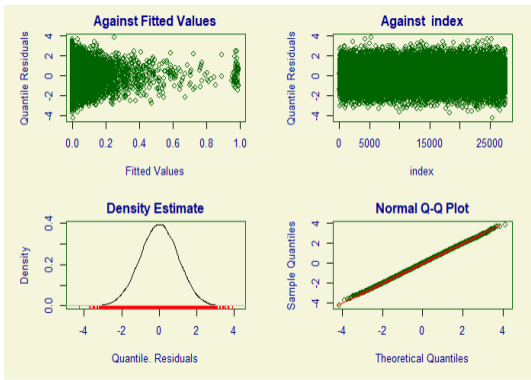 Against Fitted Values
Quantile Residuals
-4 -2 0 2 4
0.0 0.2 0.4 0.6 0.8 1.0
Fitted Values
Against index
Quantile Residuals
-4 -2 0 2 4
0 5000 15000 25000
index
Density Estimate
Density
0.0 0.2 0.4
-4 -2 0 2 4
Quantile. Residuals
Normal Q-Q Plot
Sample Quantiles
-4 -2 0 2 4
-4 -2 0 2 4
Theoretical Quantiles